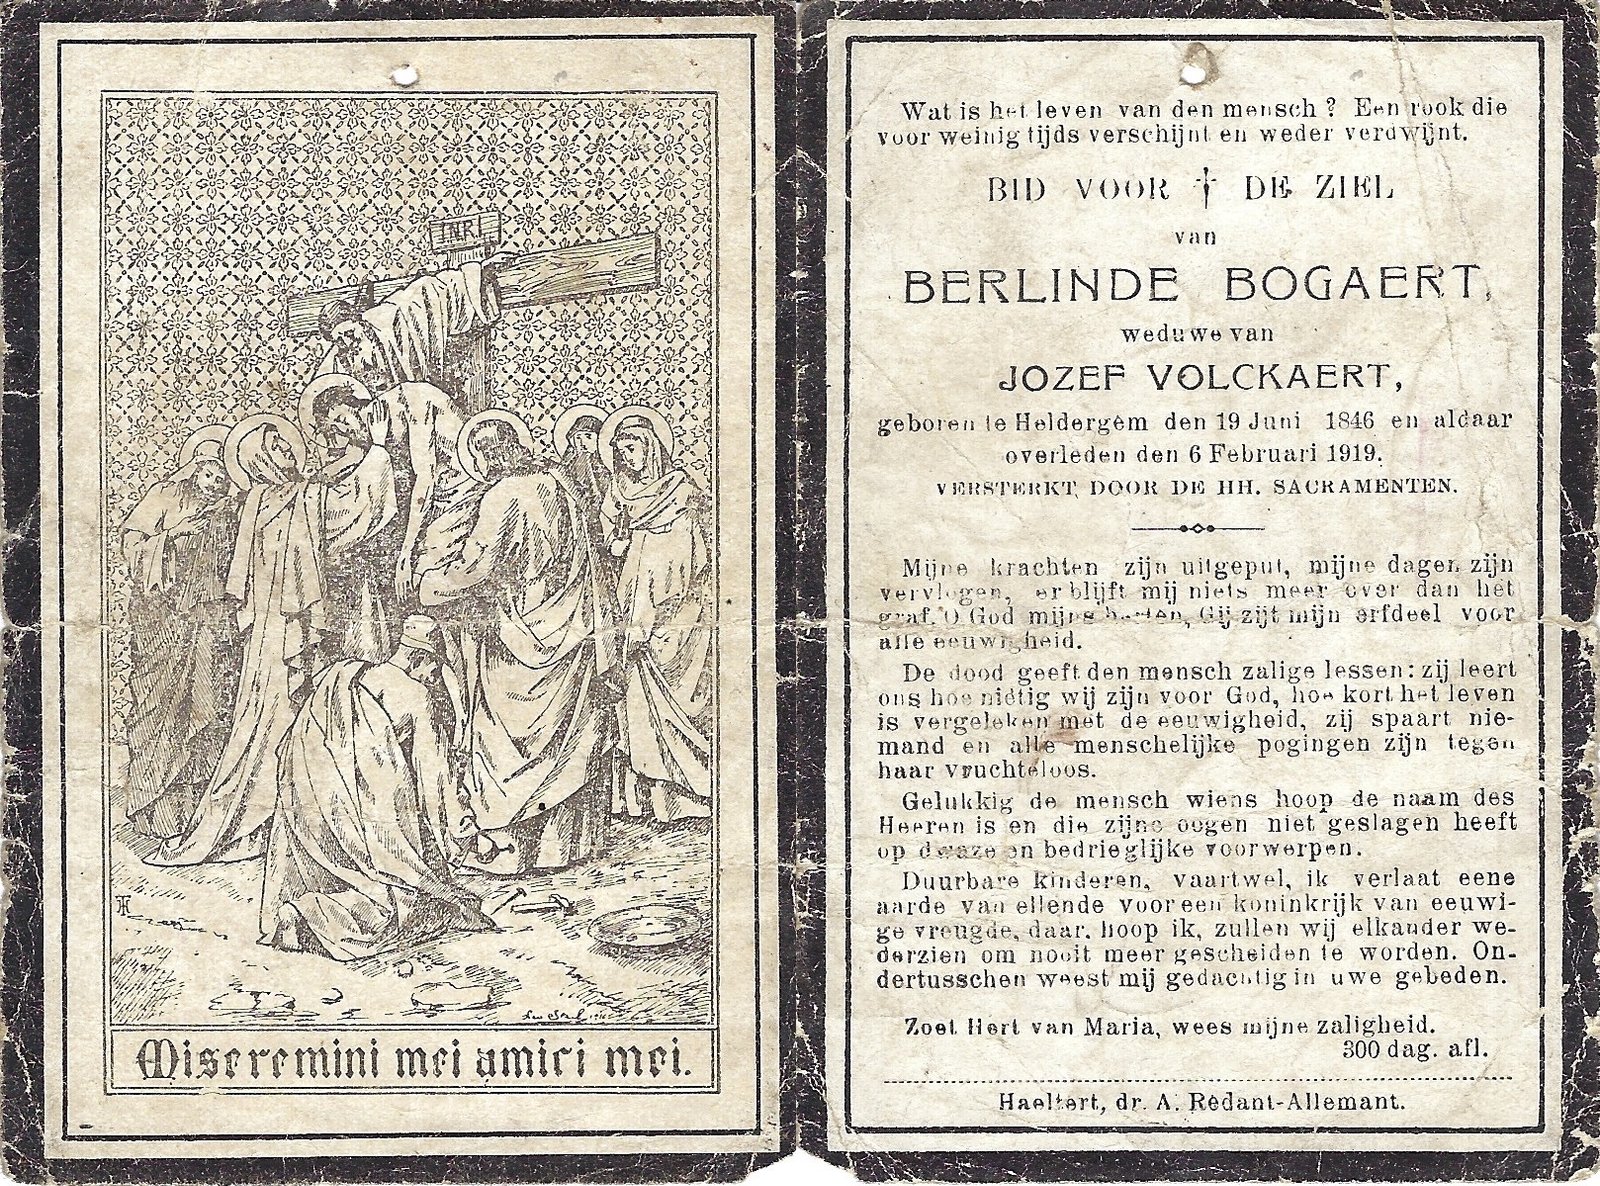 INRI
Miseremini mei amici mei.
Wat is het leven van den mensch? Een rook die
voor weinig tijds verschijnt en weder verdwijnt.
BID VOOR † DE ZIEL
van
BERLINDE BOGAERT,
weduwe van
JOZEF VOLCKAERT,
geboren te Heldergem den 19 Juni 1846 en aldaar
overleden den 6 Februari 1919.
VERSTERKT DOOR DE HH. SACRAMENTEN.
Mijne krachten zijn uitgeput, mijne dagen zijn
vervlogen, er blijft mij niets meer over dan het
graf. O God mijns herten, Gij zijt mijn erfdeel voor
alle eeuwigheid.
De dood geeft den mensch zalige lessen: zij leert
ons hoe nidtig wij zijn voor God, hoe kort het leven
is vergeleken met de eeuwigheid, zij spaart nie-
mand en alle menschelijke pogingen zijn tegen
haar vruchteloos.
Gelukkig de mensch wiens hoop de naam des
Heeren is en die zijne oogen niet geslagen heeft
op dwaze en bedrieglijke voorwerpen.
Duurbare kinderen, vaartwel, ik verlaat eene
aarde van ellende voor een koninkrijk van eeuwi-
ge vreugde, daar, hoop ik, zullen wij elkander we-
derzien om nooit meer gescheiden te worden. On-
dertusschen weest mij gedachtig in uwe gebeden.
Zoet Hert van Maria, wees mijne zaligheid.
300 dag. afl.
Haeltert, dr. A. Redant-Allemant.